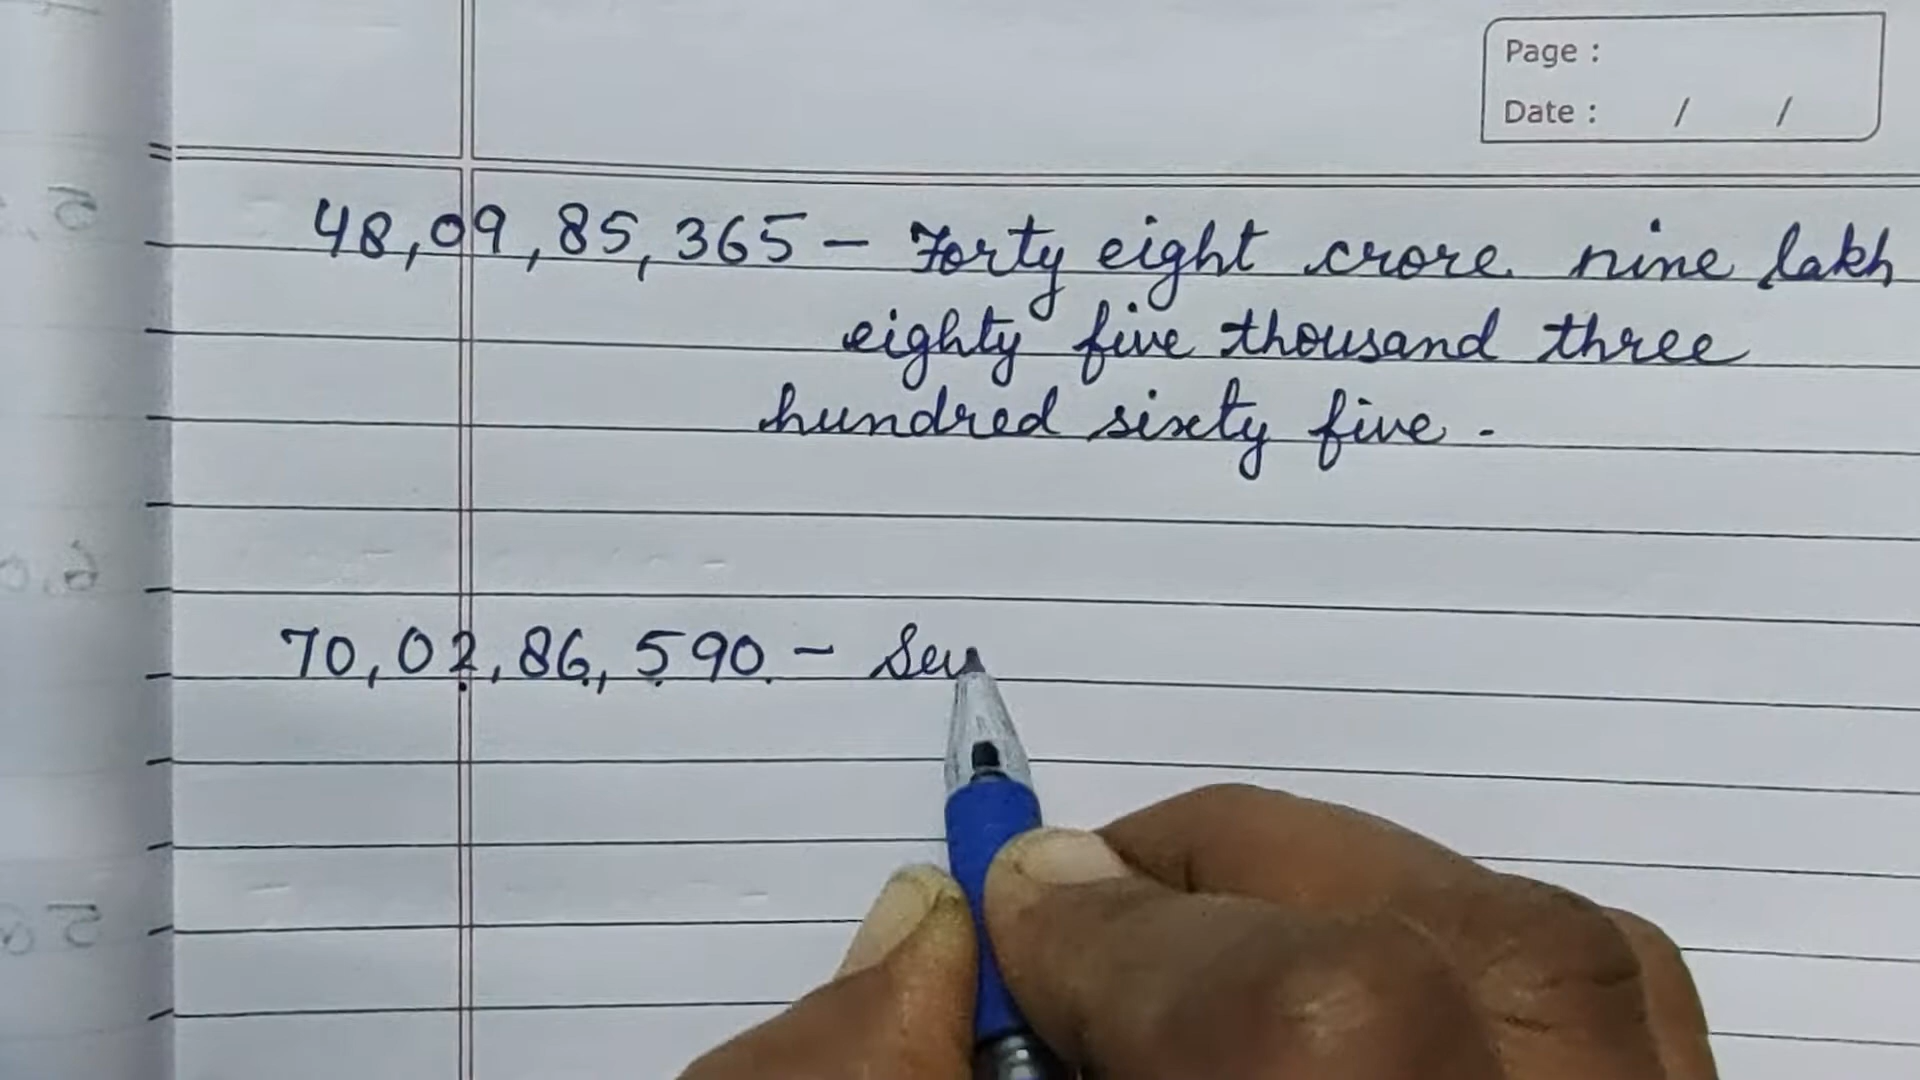 Page :
Date : / /
48,09,85,365 – Forty eight crore nine lakh
eighty five thousand three
hundred sixty five.
70,02,86,590 – Sev